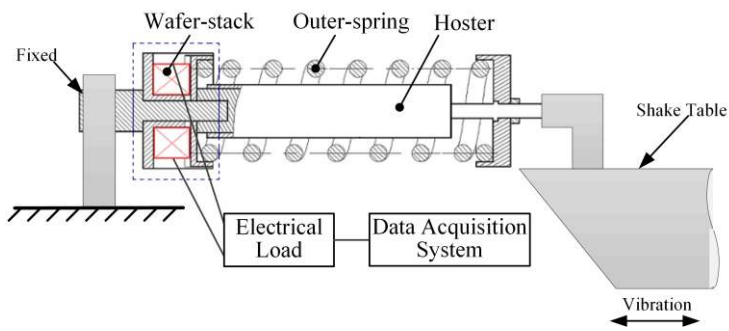 Wafer-stack
Outer-spring
Hoster
Fixed
Shake Table
Electrical
Load
Data Acquisition
System
Vibration